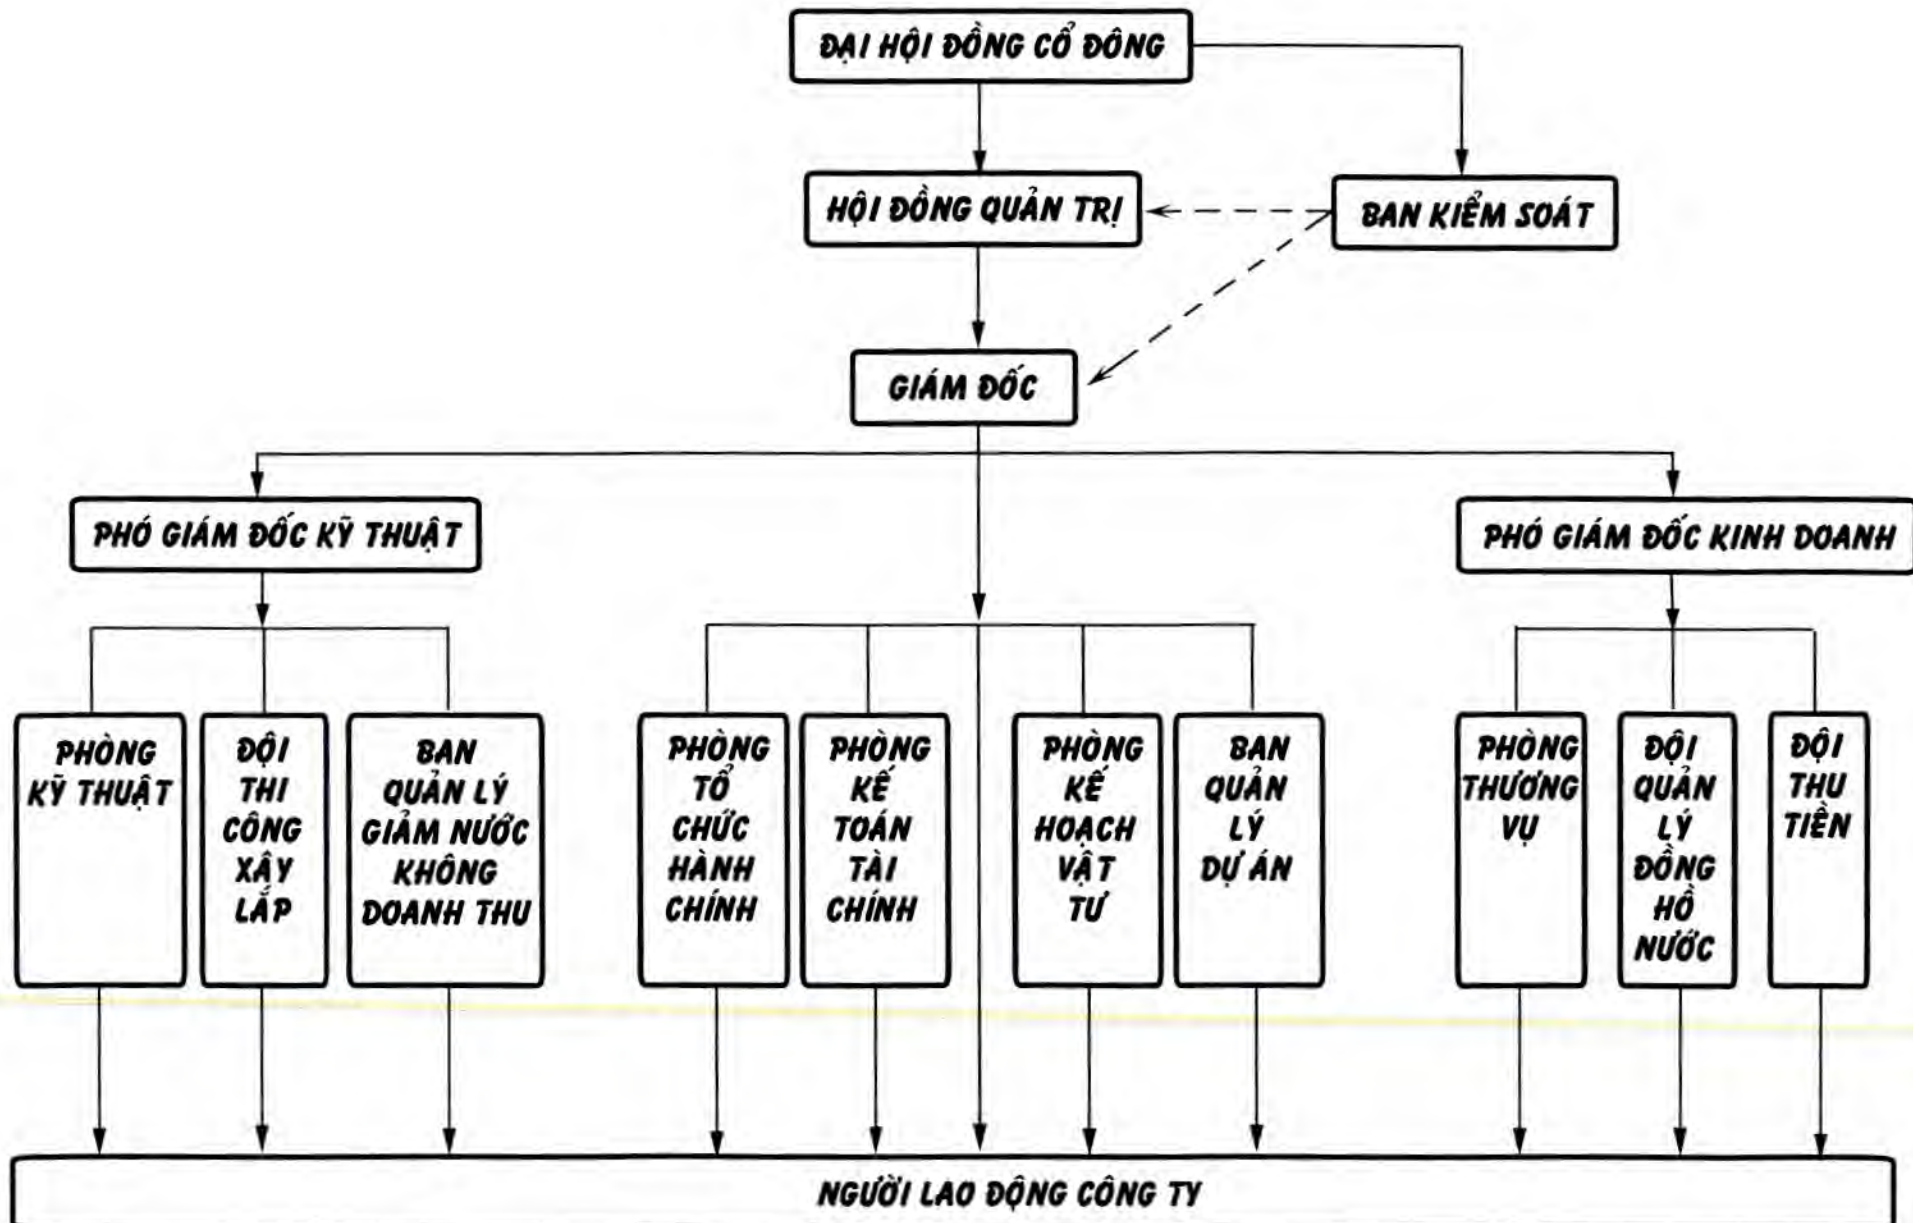 ĐẠI HỘI ĐỒNG CỔ ĐÔNG
HỘI ĐỒNG QUẢN TRỊ
BAN KIỂM SOÁT
GIÁM ĐỐC
PHÓ GIÁM ĐỐC KỸ THUẬT
PHÓ GIÁM ĐỐC KINH DOANH
PHÒNG
KỸ THUẬT
ĐỘI
THI
CÔNG
XÂY
LẮP
BAN
QUẢN LÝ
GIẢM NƯỚC
KHÔNG
DOANH THU
PHÒNG
TỔ
CHỨC
HÀNH
CHÍNH
PHÒNG
KẾ
TOÁN
TÀI
CHÍNH
PHÒNG
KẾ
HOẠCH
VẬT
TƯ
BAN
QUẢN
LÝ
DỰ ÁN
PHÒNG
THƯƠNG
VỤ
ĐỘI
QUẢN
LÝ
ĐỒNG
HỒ
NƯỚC
ĐỘI
THU
TIỀN
NGƯỜI LAO ĐỘNG CÔNG TY